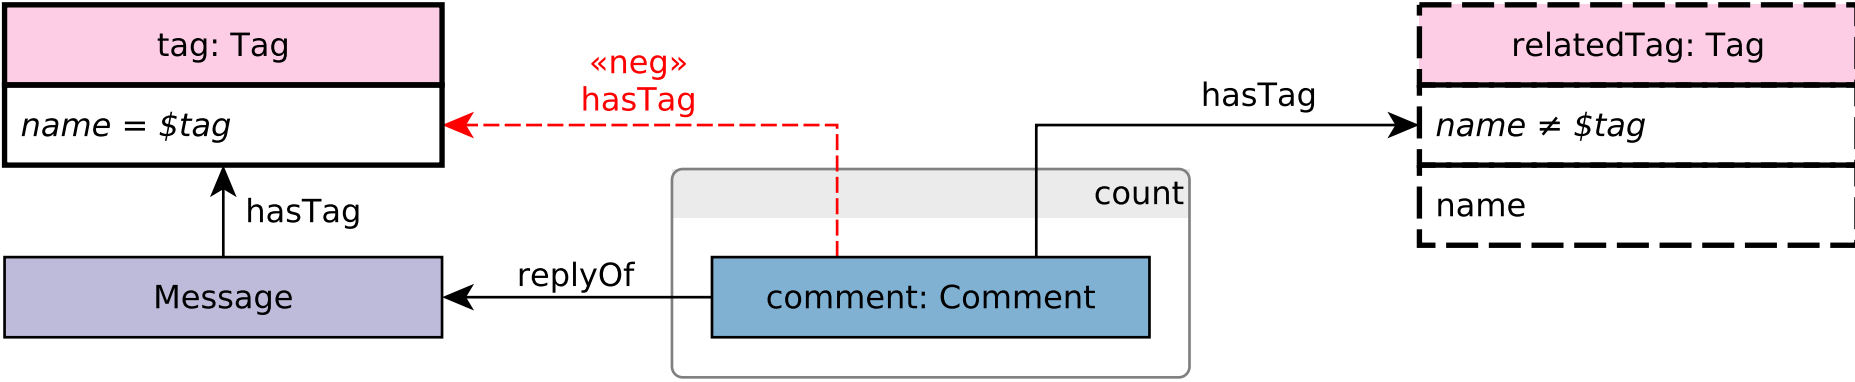 tag: Tag
name = $tag
hasTag
Message
«neg»
hasTag
replyOf
count
comment: Comment
hasTag
relatedTag: Tag
name ≠ $tag
name